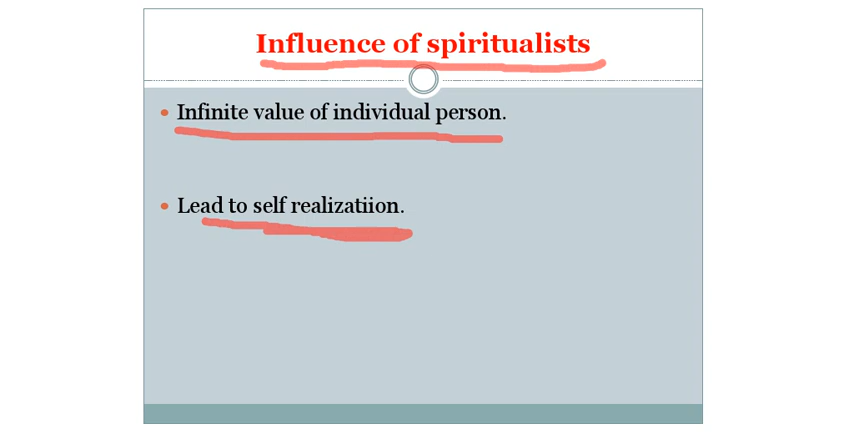 Influence of spiritualists
• Infinite value of individual person.
• Lead to self realizatiion.